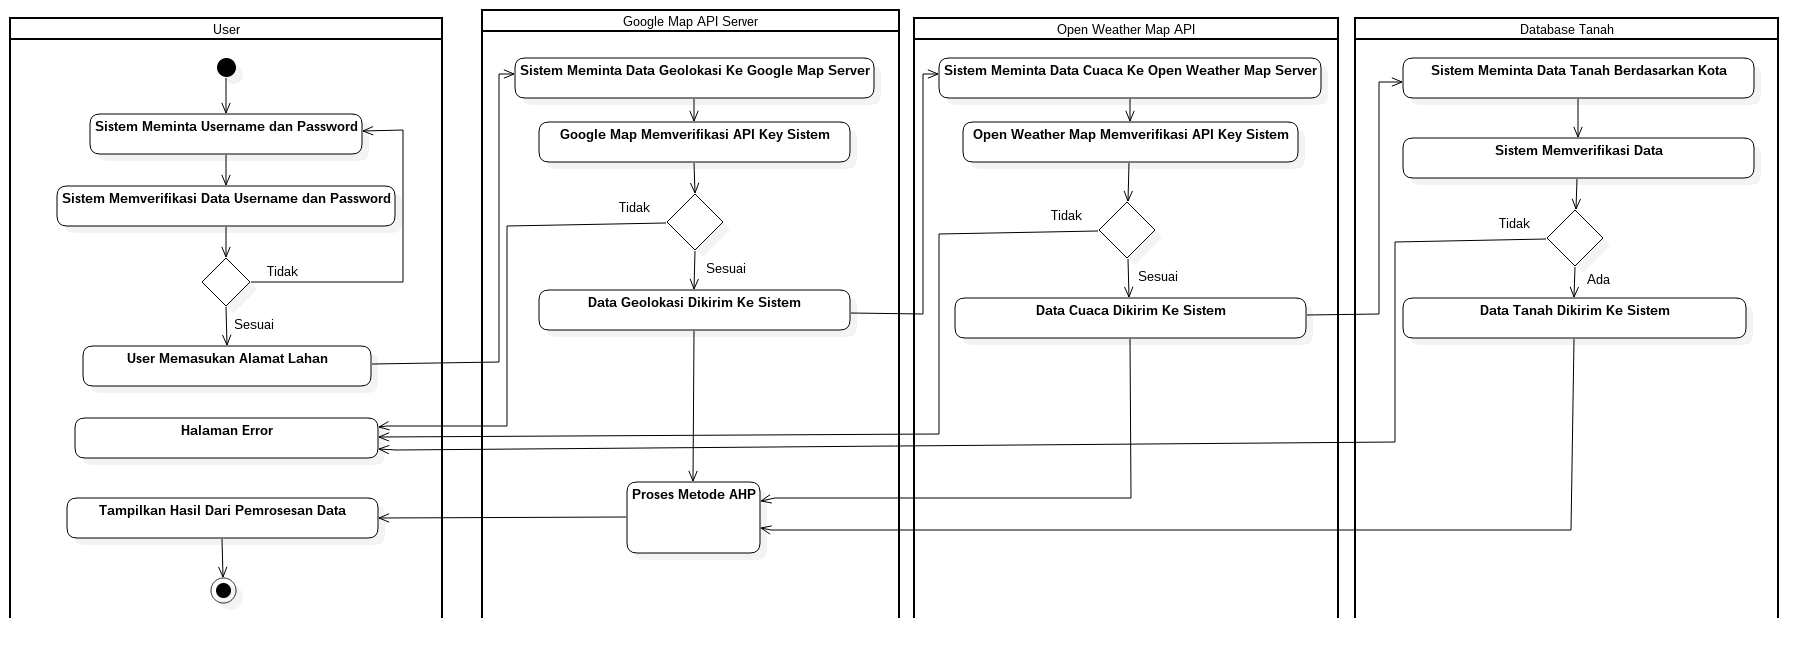 User
Sistem Meminta Username dan Password
Sistem Memverifikasi Data Username dan Password
Tidak
Sesuai
User Memasukan Alamat Lahan
Halaman Error
Tampilkan Hasil Dari Pemrosesan Data
Google Map API Server
Sistem Meminta Data Geolokasi Ke Google Map Server
Google Map Memverifikasi API Key Sistem
Tidak
Sesuai
Data Geolokasi Dikirim Ke Sistem
Proses Metode AHP
Open Weather Map API
Sistem Meminta Data Cuaca Ke Open Weather Map Server
Open Weather Map Memverifikasi API Key Sistem
Tidak
Sesuai
Data Cuaca Dikirim Ke Sistem
Database Tanah
Sistem Meminta Data Tanah Berdasarkan Kota
Sistem Memverifikasi Data
Tidak
Ada
Data Tanah Dikirim Ke Sistem